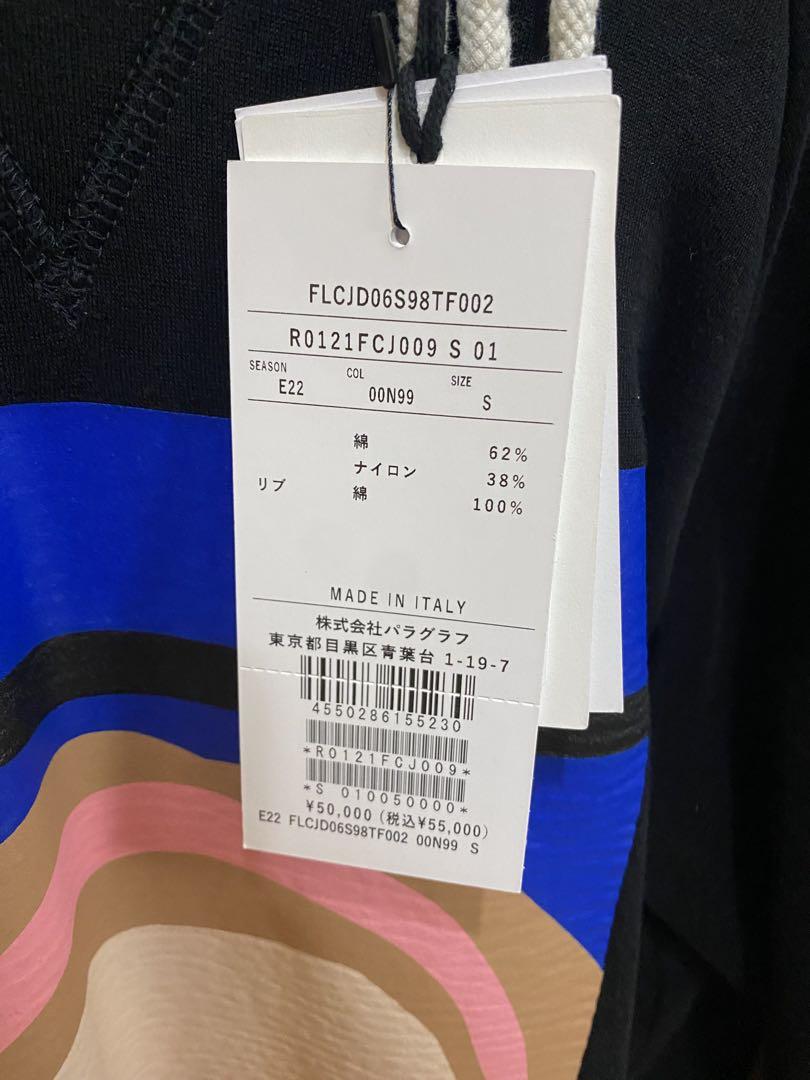 FLCJD06S98TF002
R0121FCJ009 S 01
SEASON COL SIZE
E22 00N99 S
綿 62%
ナイロン 38%
リブ 綿 100%
MADE IN ITALY
株式会社パラグラフ
東京都目黒区青葉台 1-19-7
4550286155230
*R0121FCJ009*
*S 010050000*
¥50,000 (税込¥55,000)
E22 FLCJD06S98TF002 00N99 S